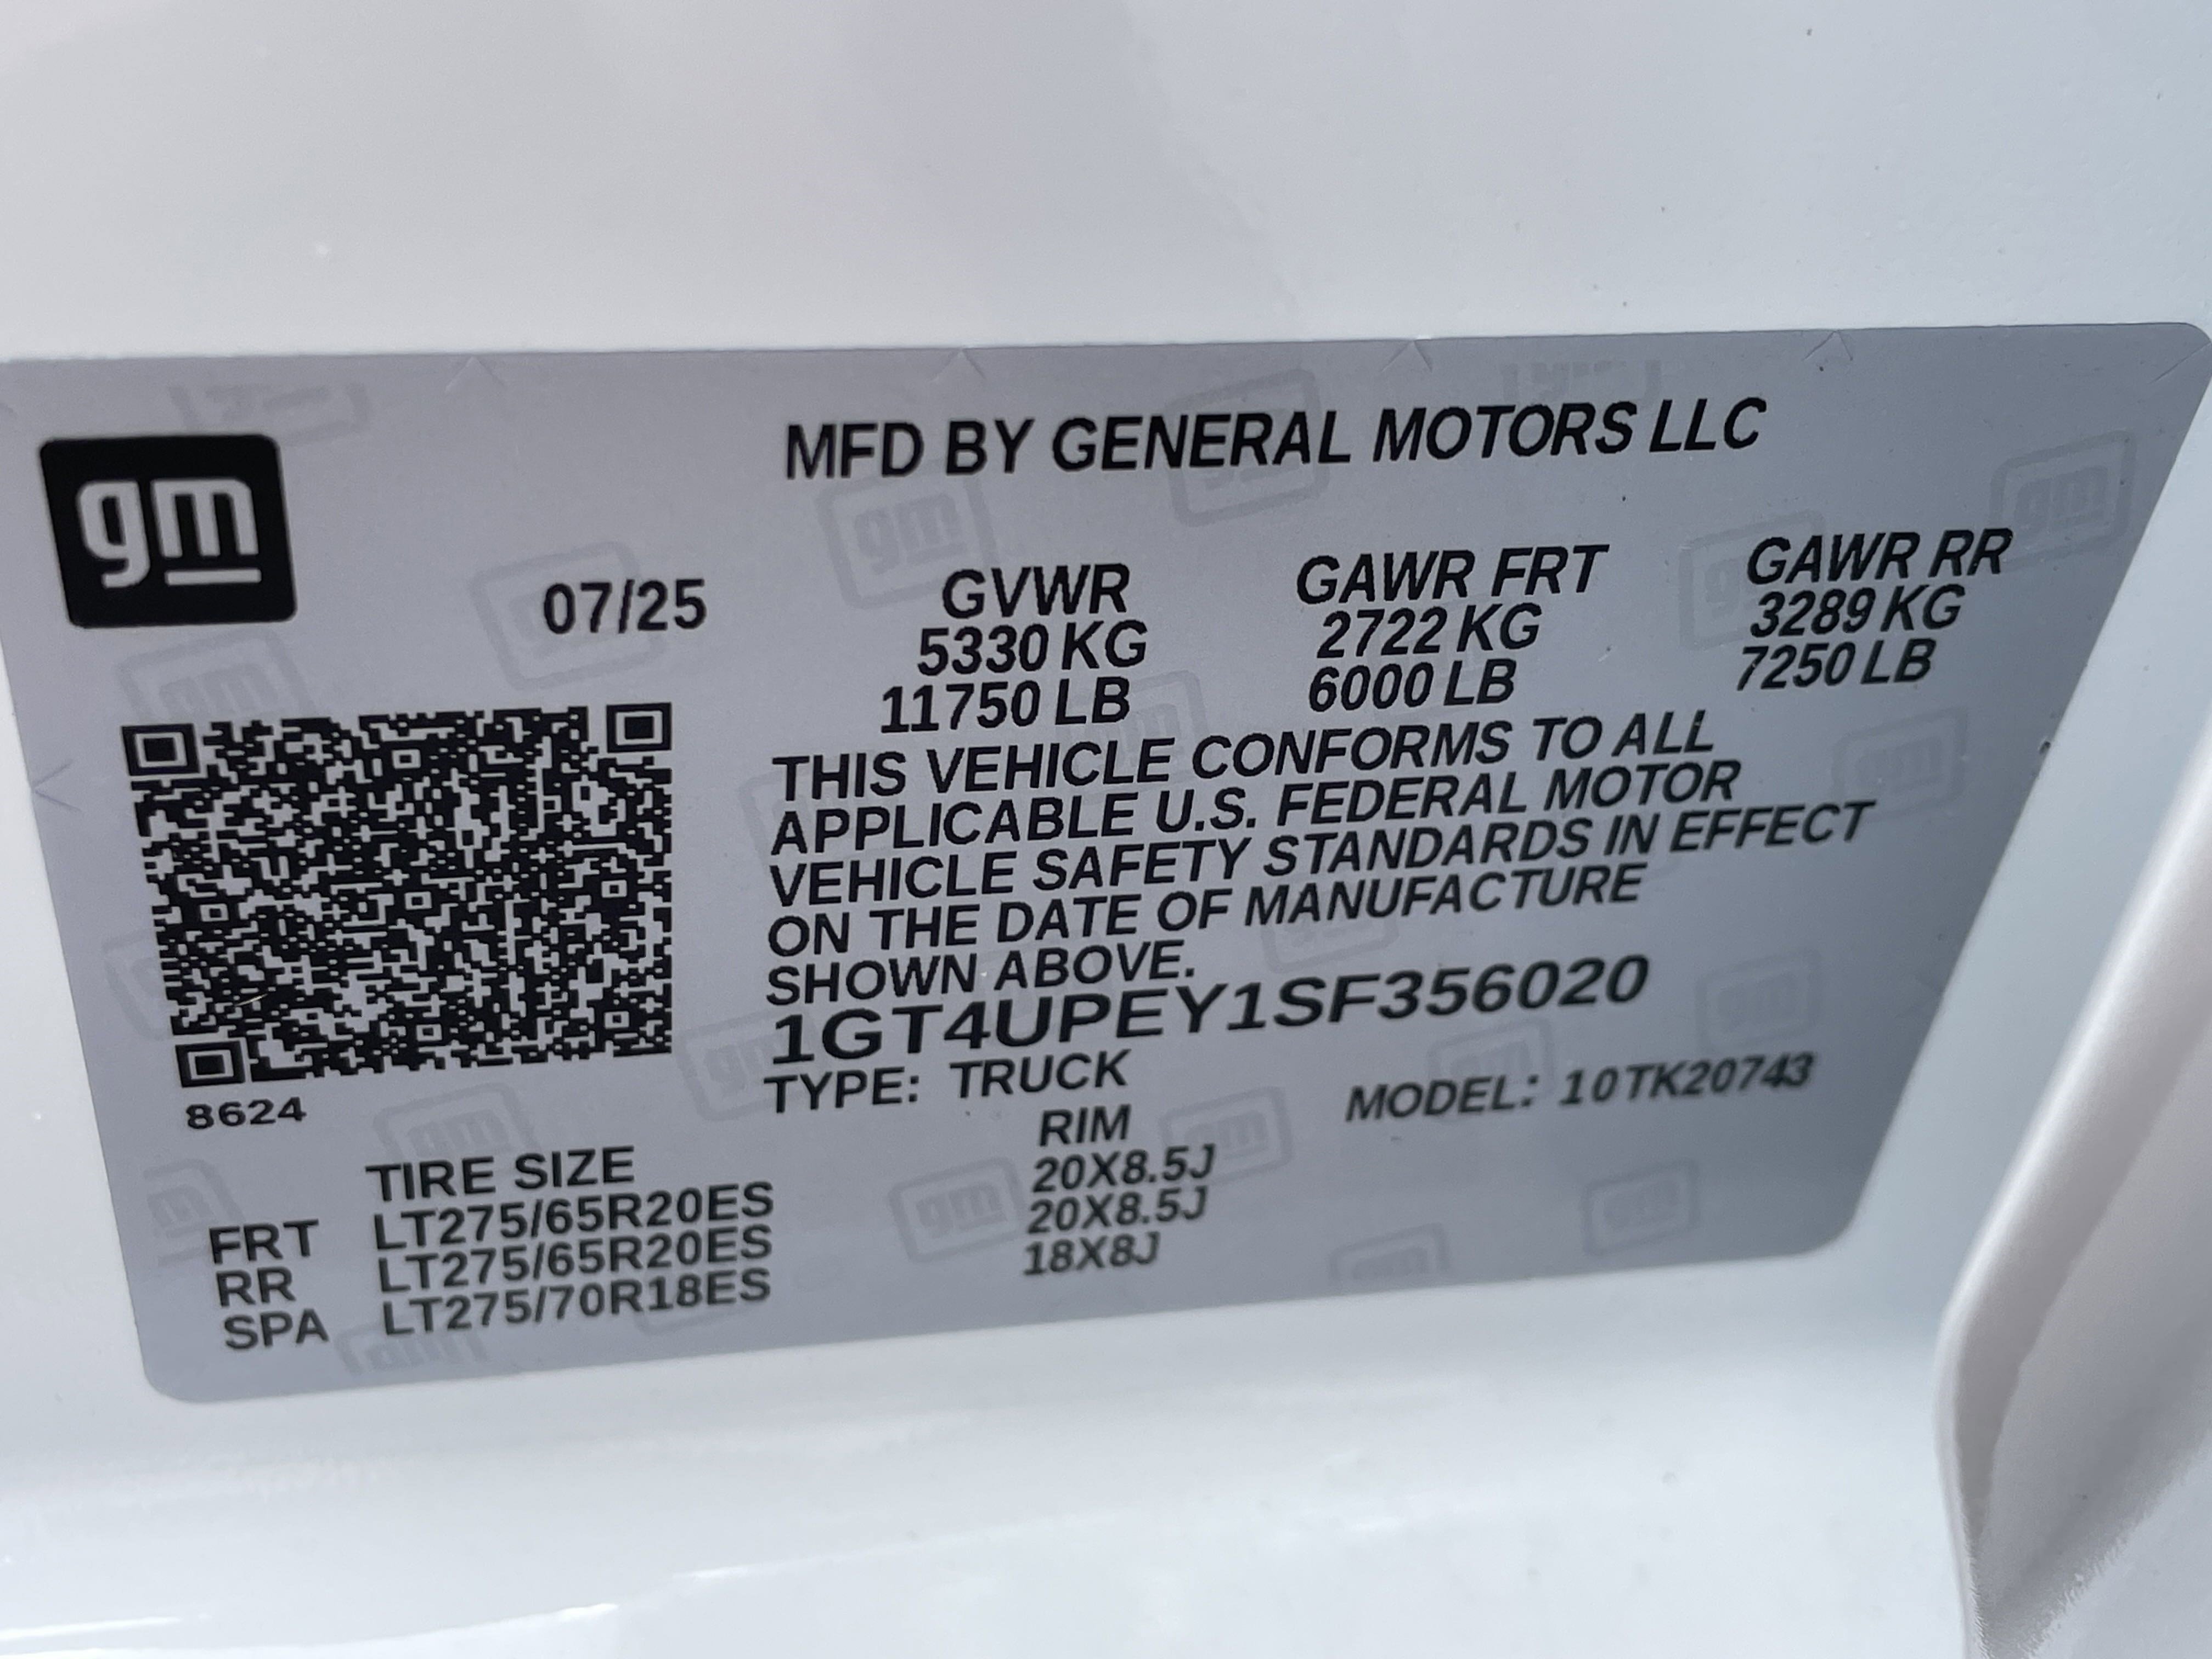 gm
MFD BY GENERAL MOTORS LLC
07/25
GVWR GAWR FRT GAWR RR
5330 KG 2722 KG 3289 KG
11750 LB 6000 LB 7250 LB
THIS VEHICLE CONFORMS TO ALL
APPLICABLE U.S. FEDERAL MOTOR
VEHICLE SAFETY STANDARDS IN EFFECT
ON THE DATE OF MANUFACTURE
SHOWN ABOVE.
1GT4UPEY1SF356020
TYPE: TRUCK MODEL: 10TK20743
8624
TIRE SIZE RIM
FRT LT275/65R20ES 20X8.5J
RR LT275/65R20ES 20X8.5J
SPA LT275/70R18ES 18X8J